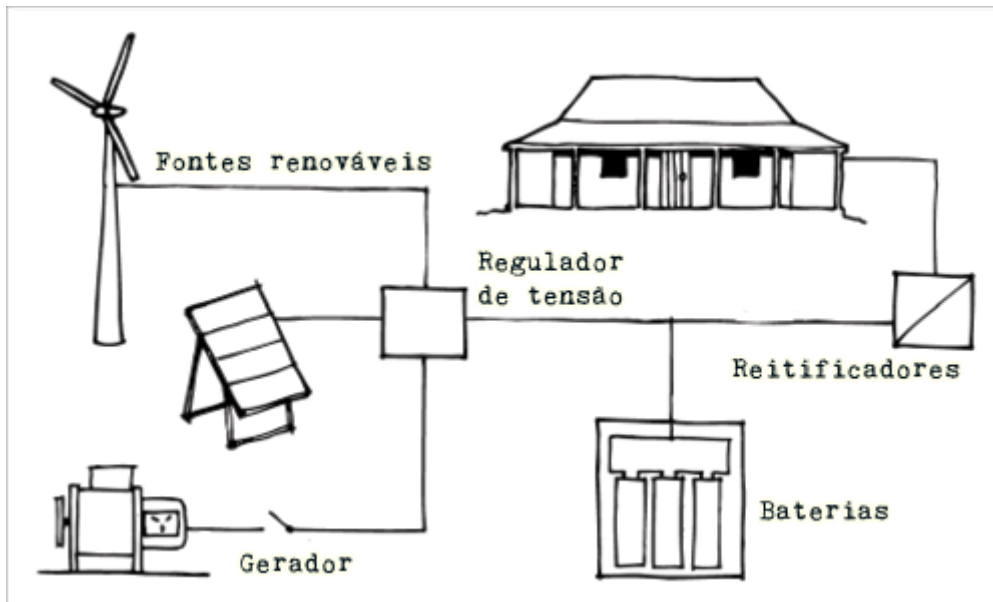 Fontes renováveis
Regulador
de tensão
Reitificadores
Baterias
Gerador